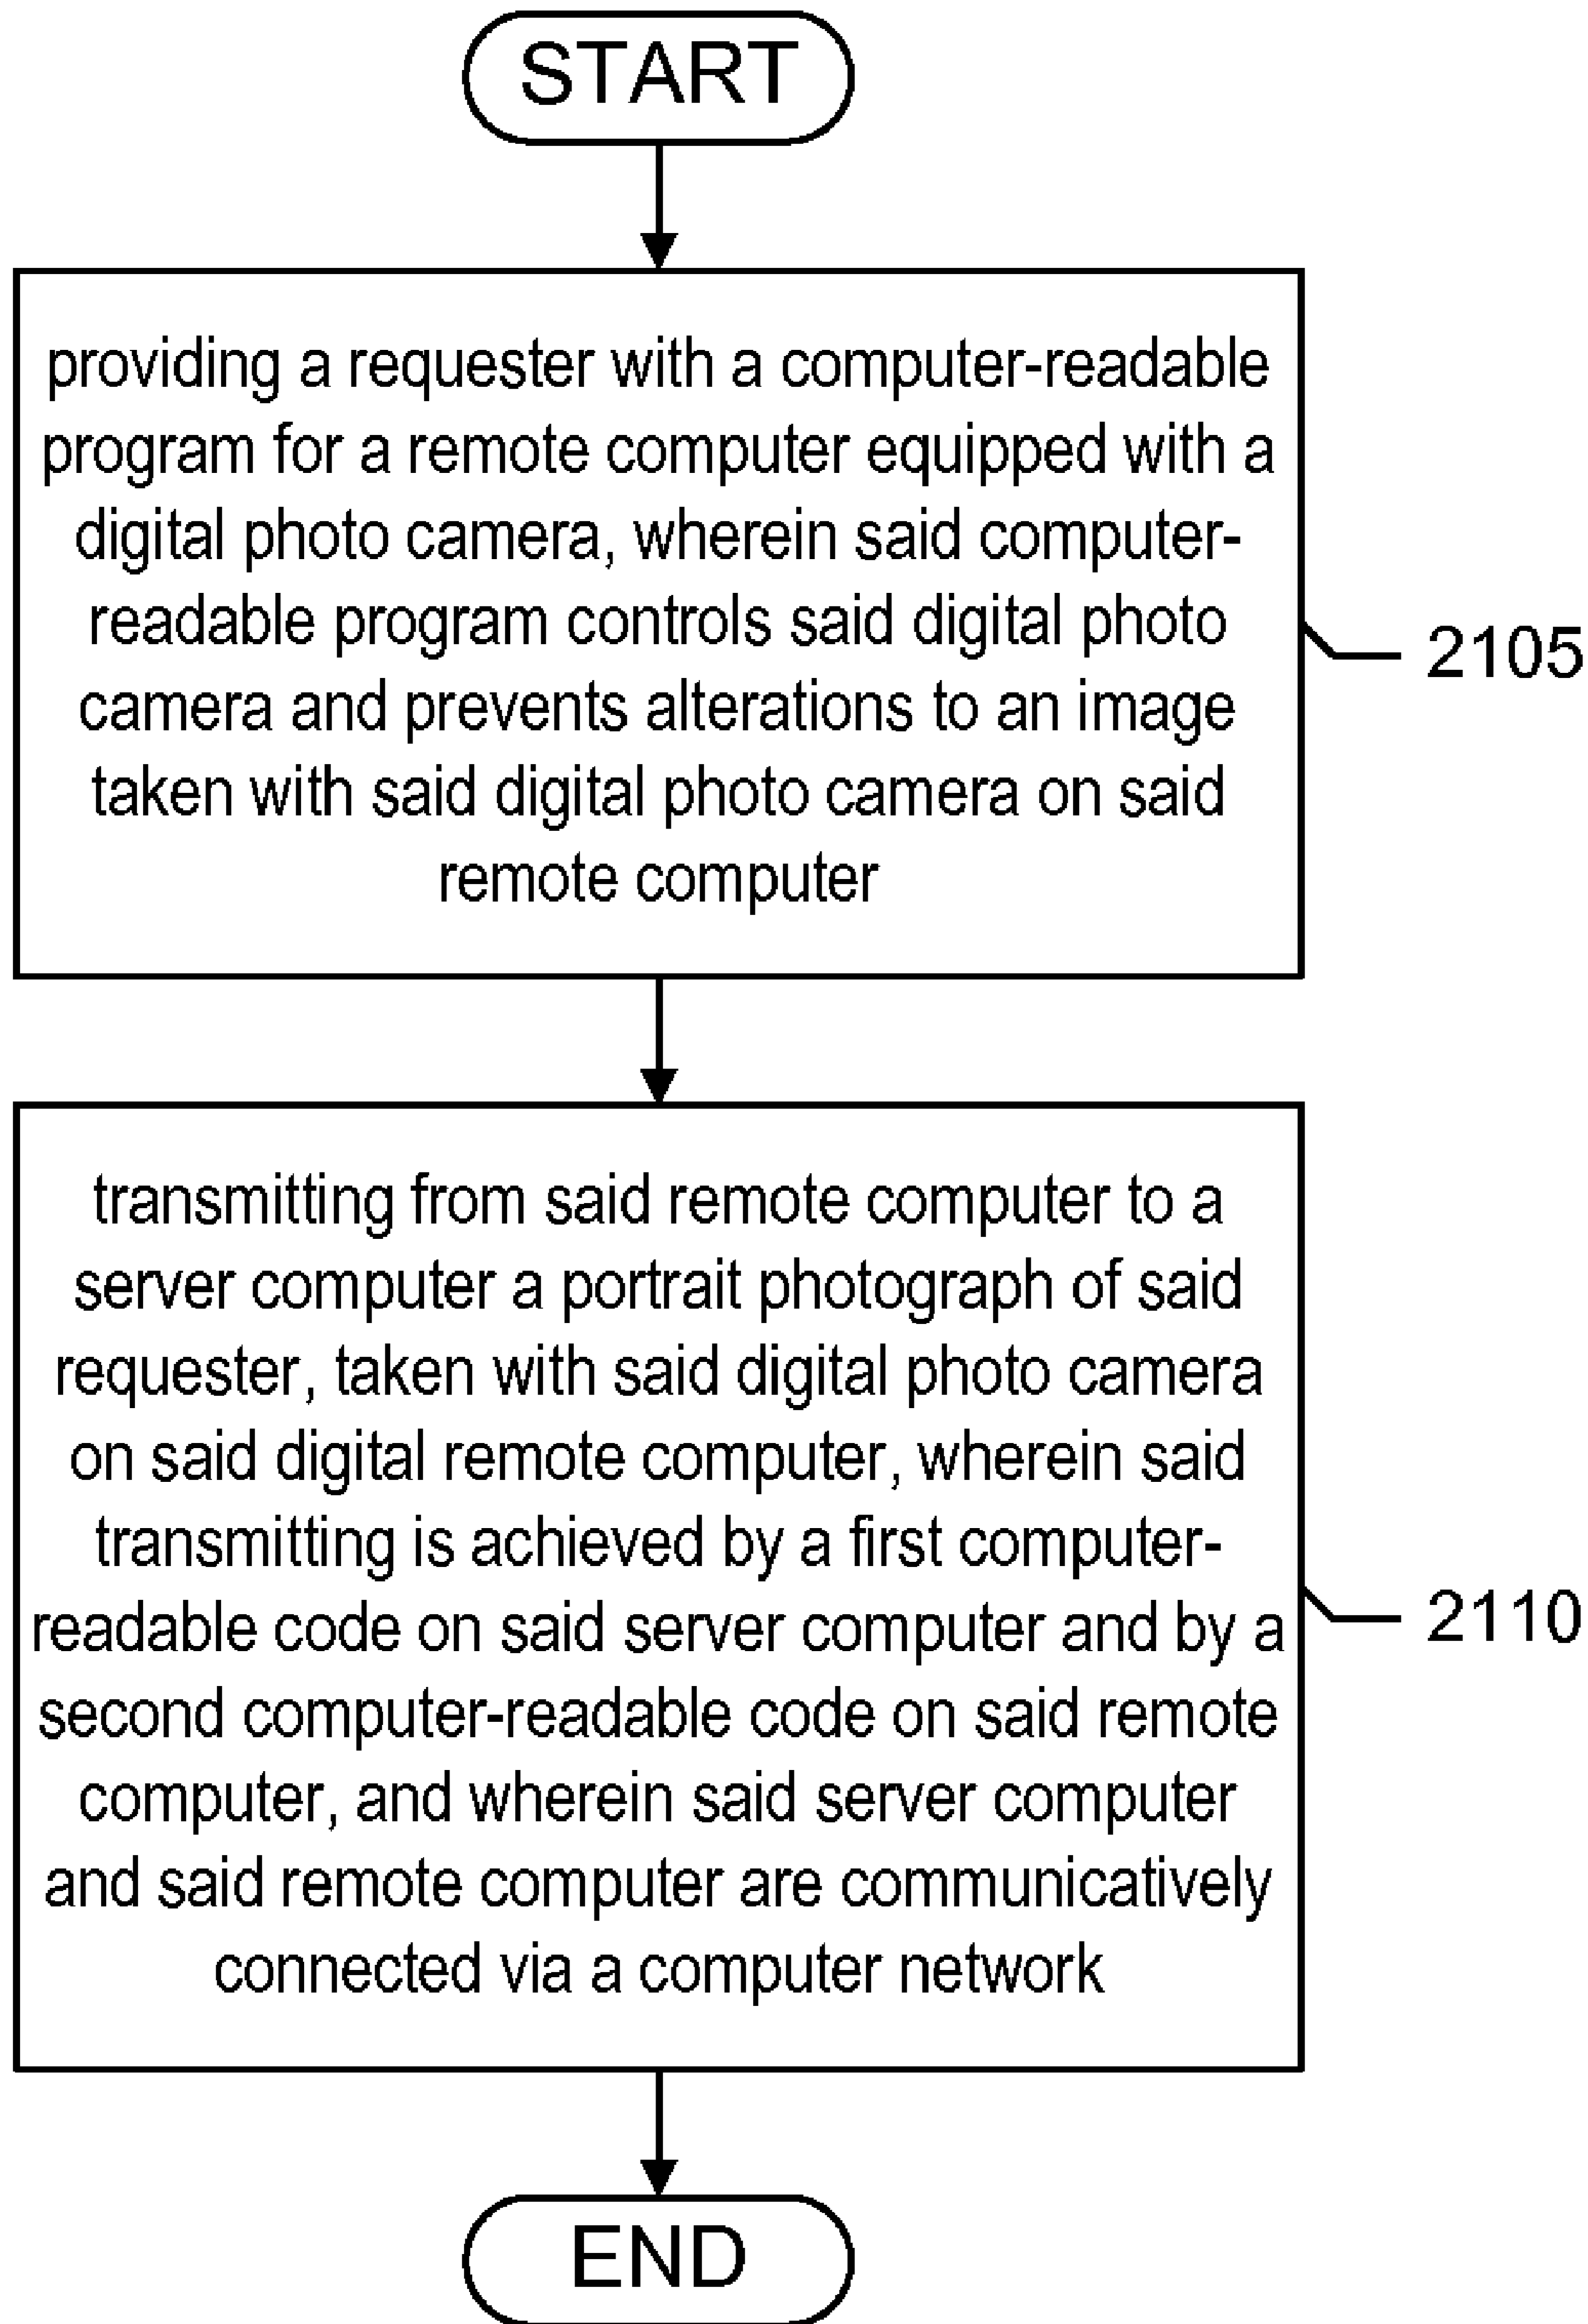 START
providing a requester with a computer-readable
program for a remote computer equipped with a
digital photo camera, wherein said computer-
readable program controls said digital photo
camera and prevents alterations to an image
taken with said digital photo camera on said
remote computer
2105
transmitting from said remote computer to a
server computer a portrait photograph of said
requester, taken with said digital photo camera
on said digital remote computer, wherein said
transmitting is achieved by a first computer-
readable code on said server computer and by a
second computer-readable code on said remote
computer, and wherein said server computer
and said remote computer are communicatively
connected via a computer network
2110
END